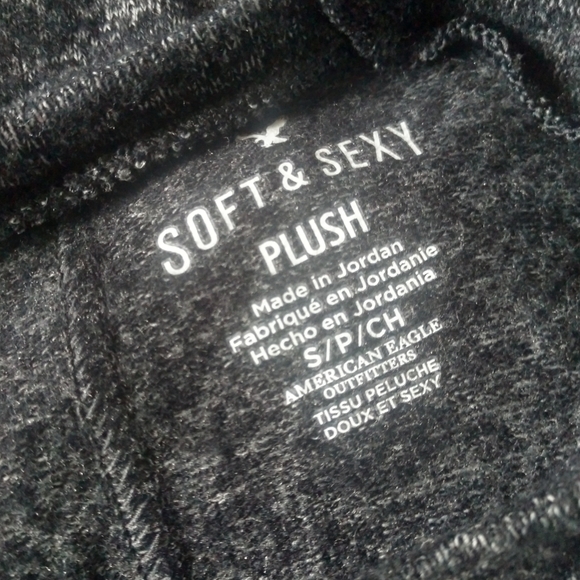 SOFT & SEXY
PLUSH
Made in Jordan
Fabriqué en Jordanie
Hecho en Jordania
S/P/CH
AMERICAN EAGLE
OUTFITTERS
TISSU PELUCHE
DOUX ET SEXY